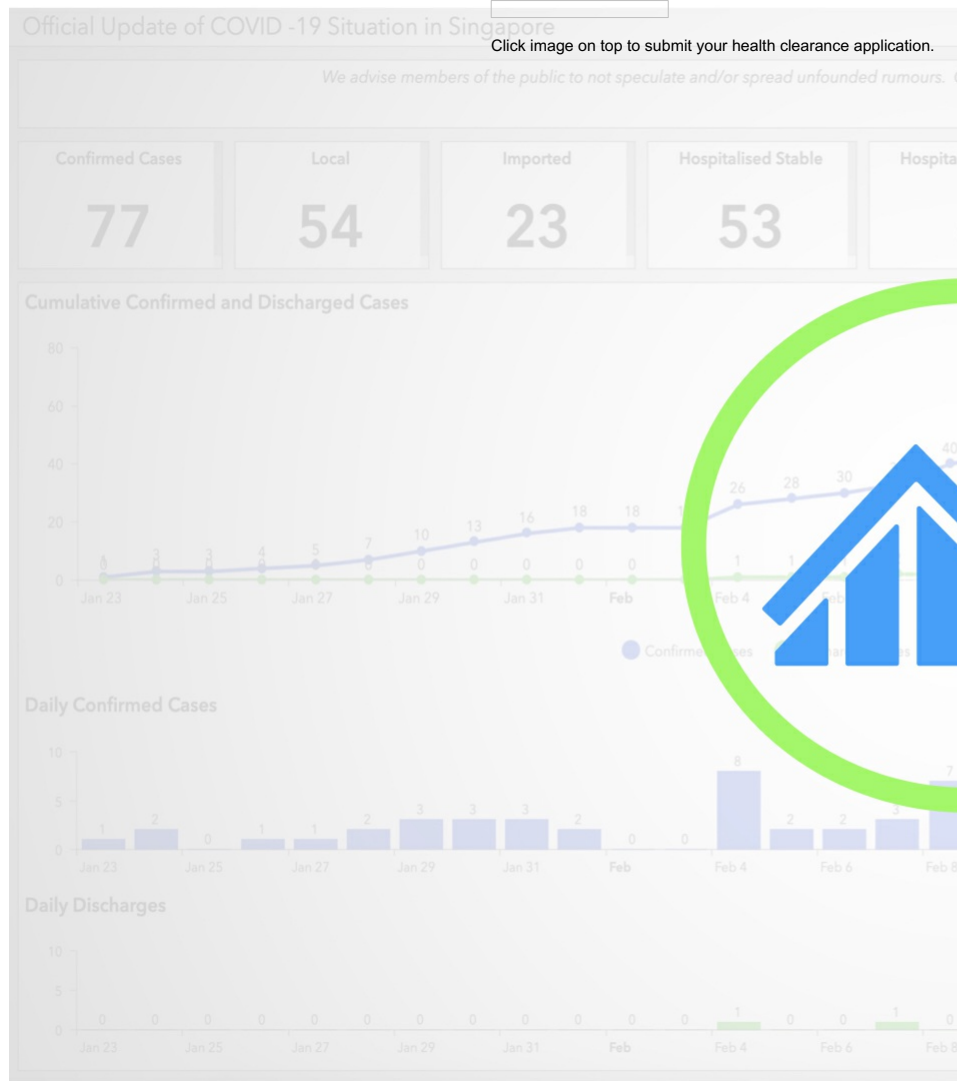 Official Update of COVID -19 Situation in Singapore
Click image on top to submit your health clearance application.
We advise members of the public to not speculate and/or spread unfounded rumours.
Confirmed Cases Local Imported Hospitalised Stable
77 54 23 53
Cumulative Confirmed and Discharged Cases
80
60
40
20
0
40
26 28 30
10 13 16 18 18
3 3 4 5 7
0 0 0 0 0
1 1
Jan 23 Jan 25 Jan 27 Jan 29 Jan 31 Feb Feb 4
Daily Confirmed Cases
10
5
0
1 2 0 1 1 2 3 3 3 2 0 0 8 2 2 3 7
Jan 23 Jan 25 Jan 27 Jan 29 Jan 31 Feb Feb 4 Feb 6 Feb 8
Daily Discharges
10
5
0
0 0 0 0 0 0 0 0 0 0 0 0 1 0 0 1 0
Jan 23 Jan 25 Jan 27 Jan 29 Jan 31 Feb Feb 4 Feb 6 Feb 8